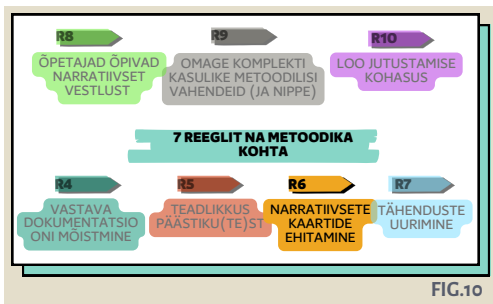 R8
ÕPETAJAD ÕPIVAD
NARRATIIVSET
VESTLUST
R9
OMAGE KOMPLEKTI
KASULIKE METOODILISI
VAHENDEID (JA NIPPE)
R10
LOO JUTUSTAMISE
KOHASUS
7 REEGLIT NA METOODIKA
KOHTA
R4
VASTAVA
DOKUMENTATSIO
ONI MÕISTMINE
R5
TEADLIKKUS
PÄÄSTIKU(TE)ST
R6
NARRATIIVSETE
KAARTIDE
EHITAMINE
R7
TÄHENDUSTE
UURIMINE
FIG.10